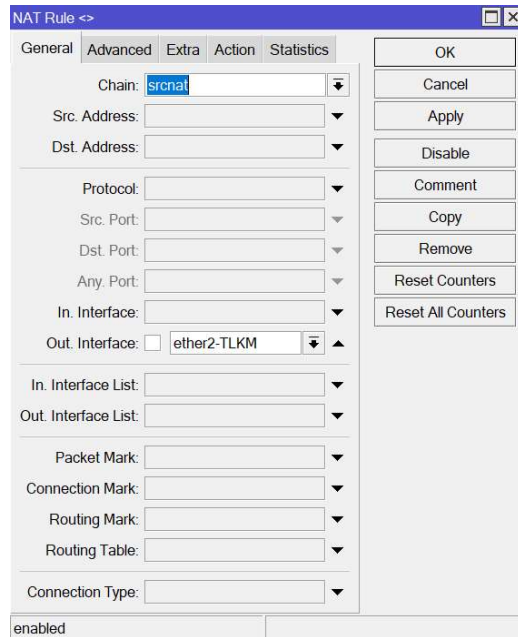 NAT Rule <>
General Advanced Extra Action Statistics
Chain: srcnat
Src. Address:
Dst. Address:
Protocol:
Src. Port:
Dst. Port:
Any. Port:
In. Interface:
Out. Interface: ether2-TLKM
In. Interface List:
Out. Interface List:
Packet Mark:
Connection Mark:
Routing Mark:
Routing Table:
Connection Type:
OK
Cancel
Apply
Disable
Comment
Copy
Remove
Reset Counters
Reset All Counters
enabled